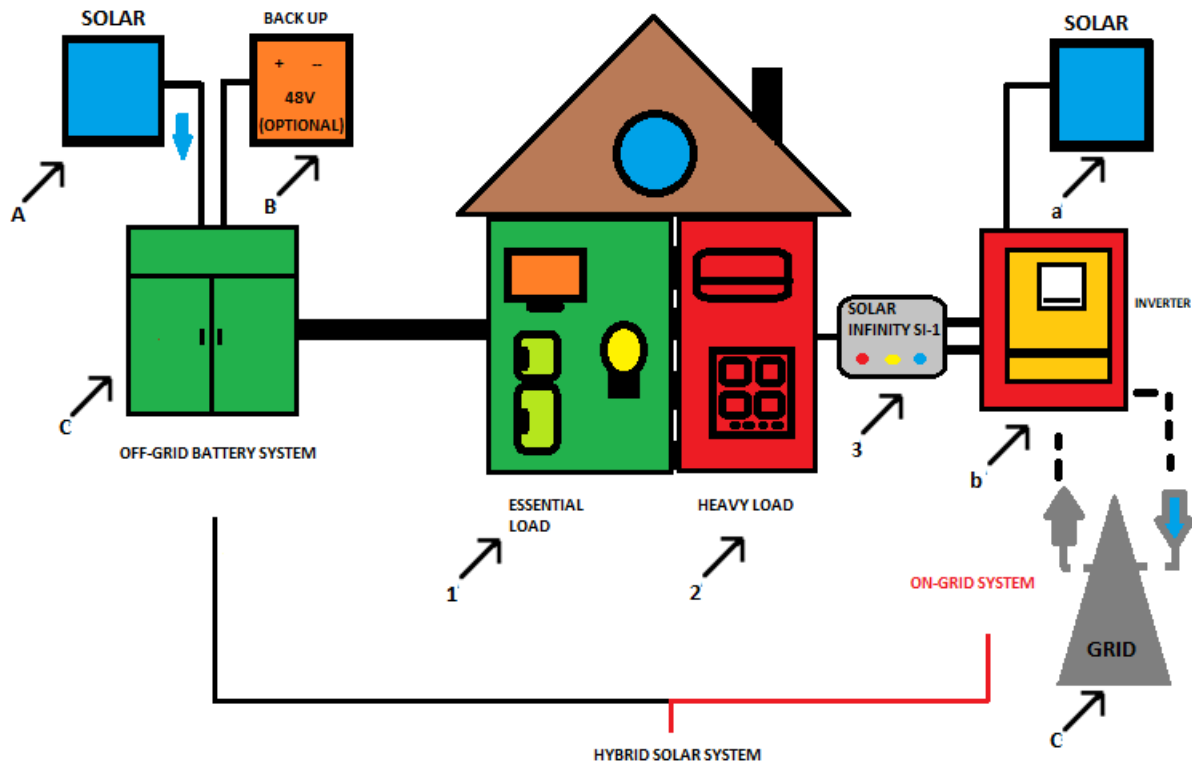 SOLAR
BACK UP
SOLAR
+ --
48V
(OPTIONAL)
A
B
a
SOLAR
INFINITY SI-1
INVERTER
C
3
b
OFF-GRID BATTERY SYSTEM
ESSENTIAL
LOAD
HEAVY LOAD
1
2
ON-GRID SYSTEM
GRID
C
HYBRID SOLAR SYSTEM